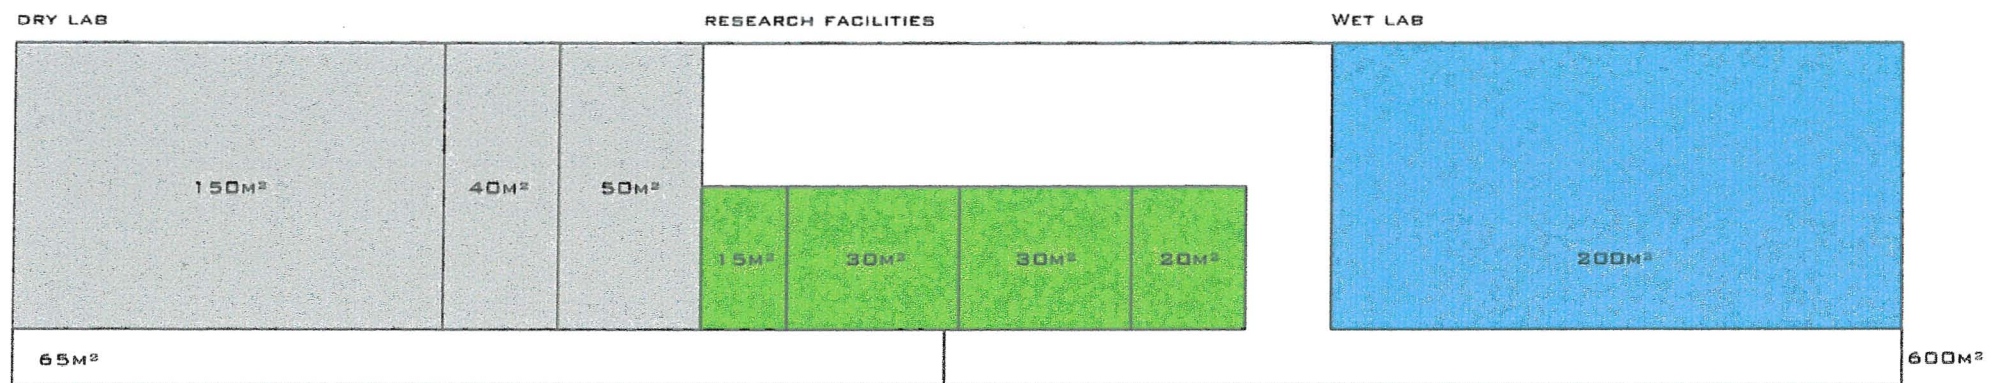 DRY LAB
RESEARCH FACILITIES
WET LAB
150M²
40M²
50M²
15M²
30M²
30M²
20M²
200M²
65M²
600M²